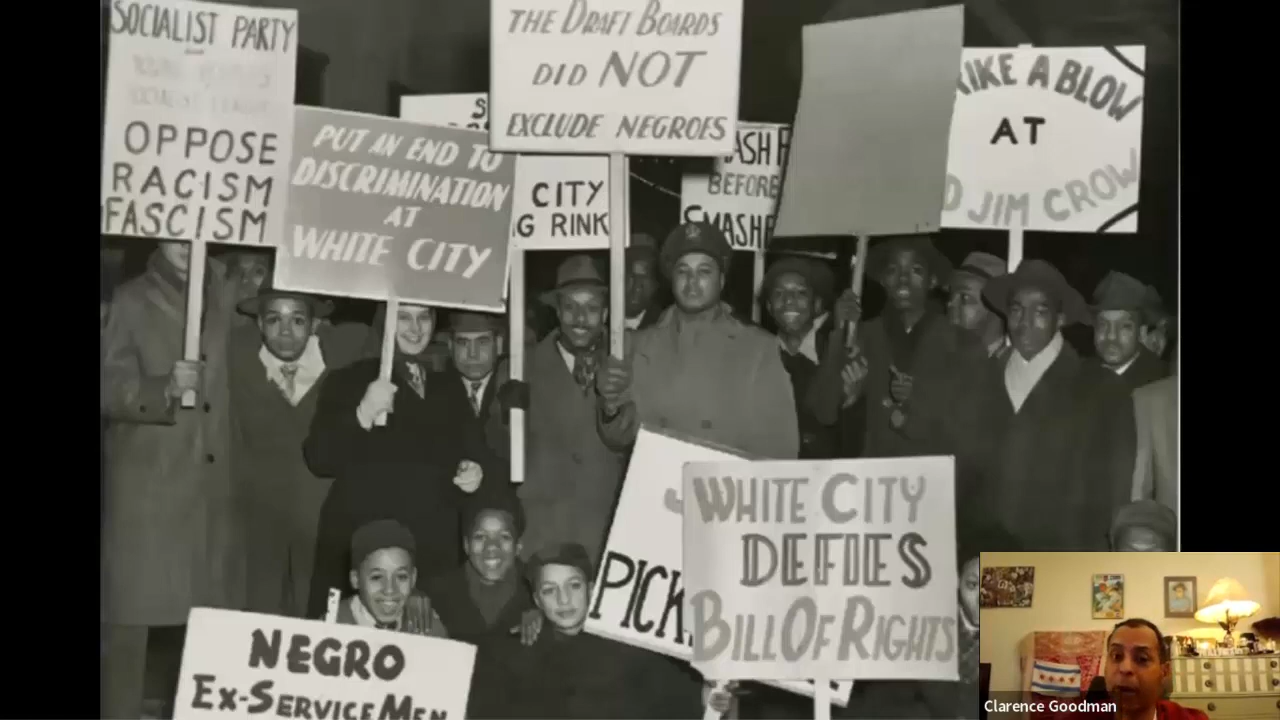 SOCIALIST PARTY
OPPOSE
RACISM
FASCISM
PUT AN END TO
DISCRIMINATION
AT
WHITE CITY
CITY
RINK
THE DRAFT BOARDS
DID NOT
EXCLUDE NEGROES
BEFORE
A BLOW
AT
JIM CROW
NEGRO
EX-SERVICE MEN
WHITE CITY
DEFIES
BILL OF RIGHTS
Clarence Goodman